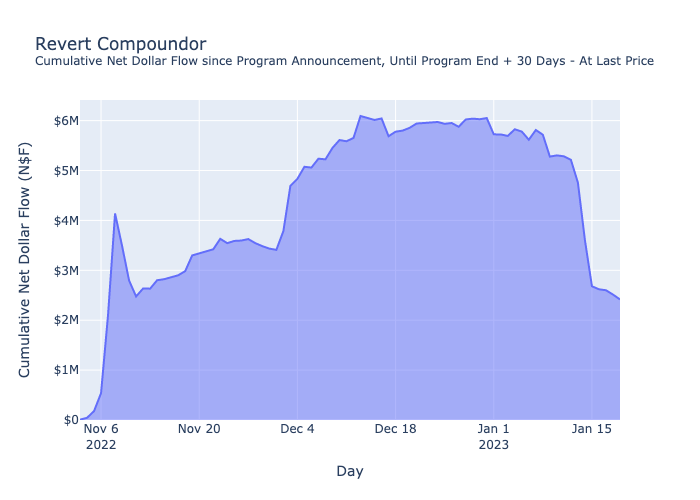 Revert Compoundor
Cumulative Net Dollar Flow since Program Announcement, Until Program End + 30 Days - At Last Price
Cumulative Net Dollar Flow (N$F)
$6M
$5M
$4M
$3M
$2M
$1M
$0
Nov 6 Nov 20 Dec 4 Dec 18 Jan 1 Jan 15
2022 2023
Day